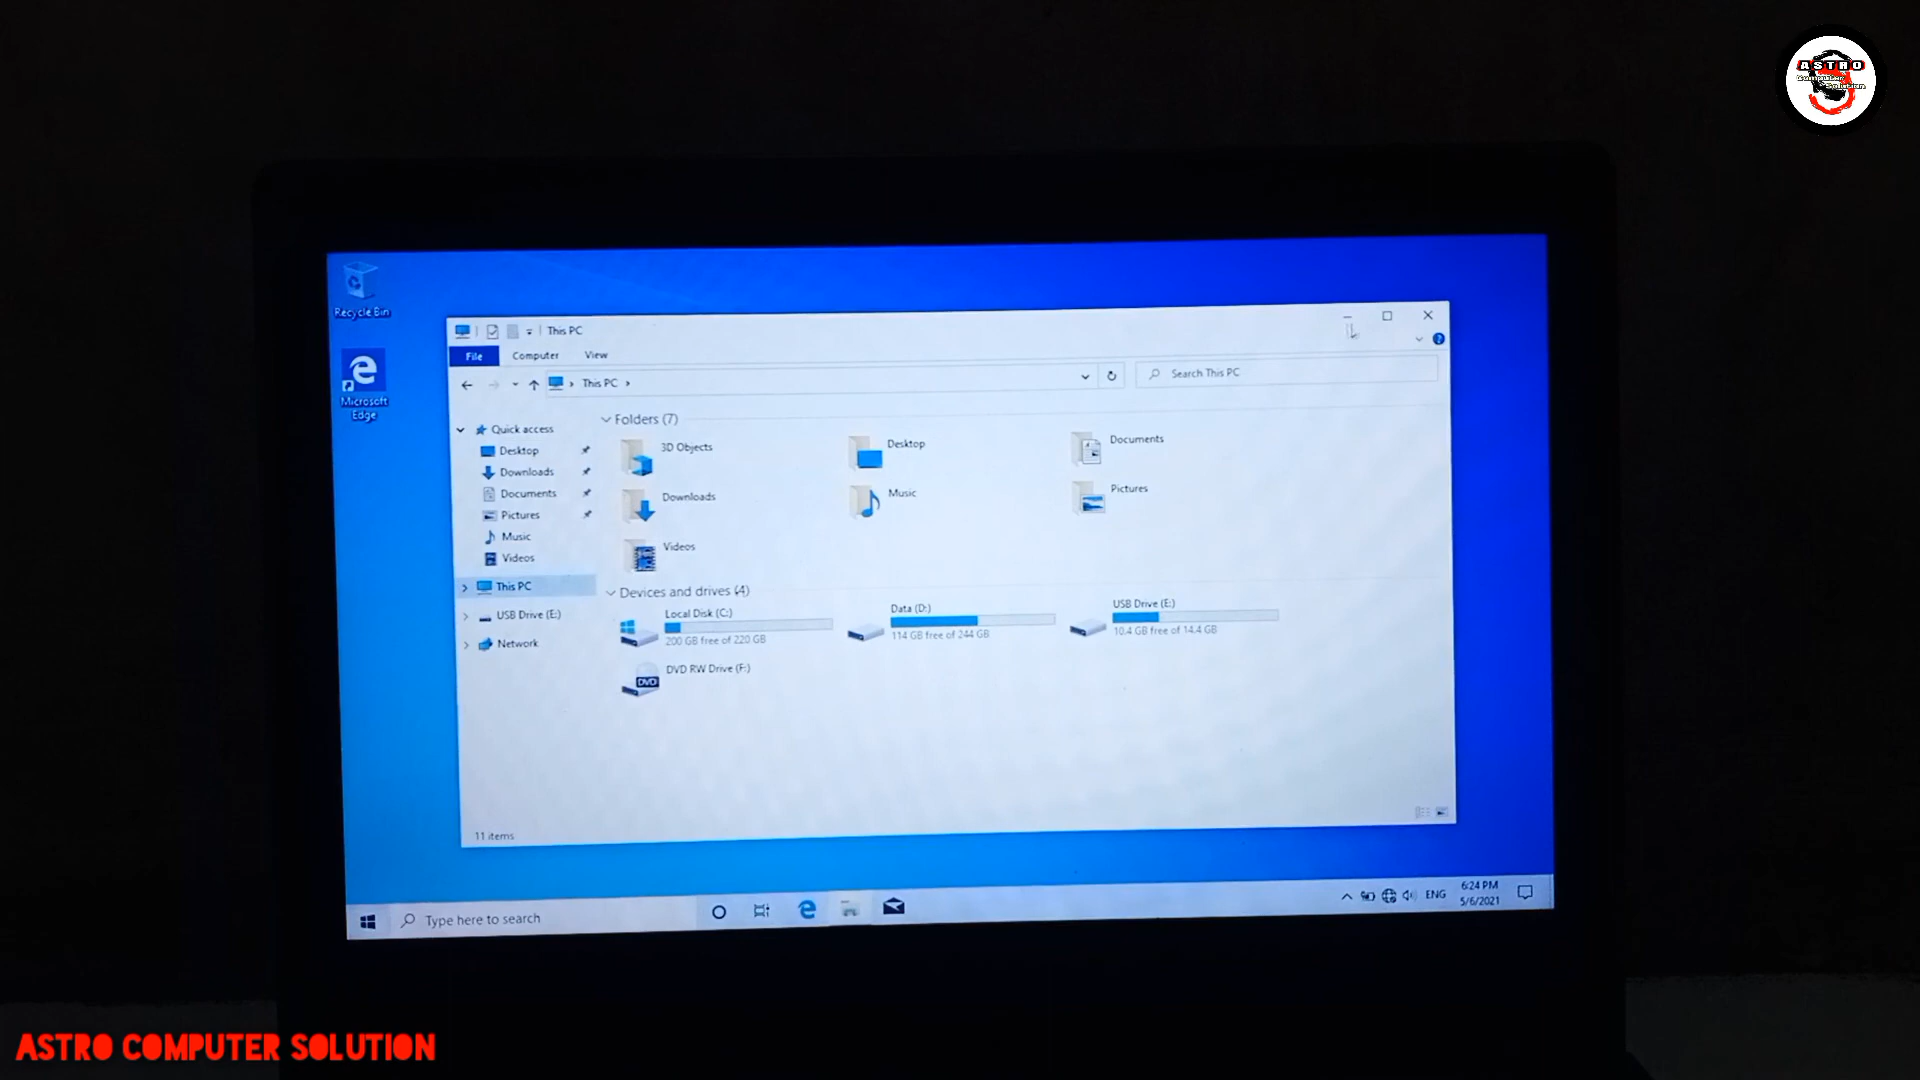 ASTRO
Recycle Bin
Microsoft
Edge
This PC
File Computer View
This PC
Search This PC
Quick access
Desktop
Downloads
Documents
Pictures
Music
Videos
This PC
USB Drive (E:)
Network
Folders (7)
3D Objects
Desktop
Documents
Downloads
Music
Pictures
Videos
Devices and drives (4)
Local Disk (C:)
200 GB free of 220 GB
Data (D:)
114 GB free of 244 GB
USB Drive (E:)
10.4 GB free of 14.4 GB
DVD RW Drive (F:)
DVD
11 items
Type here to search
ENG
6:24 PM
5/6/2021
ASTRO COMPUTER SOLUTION